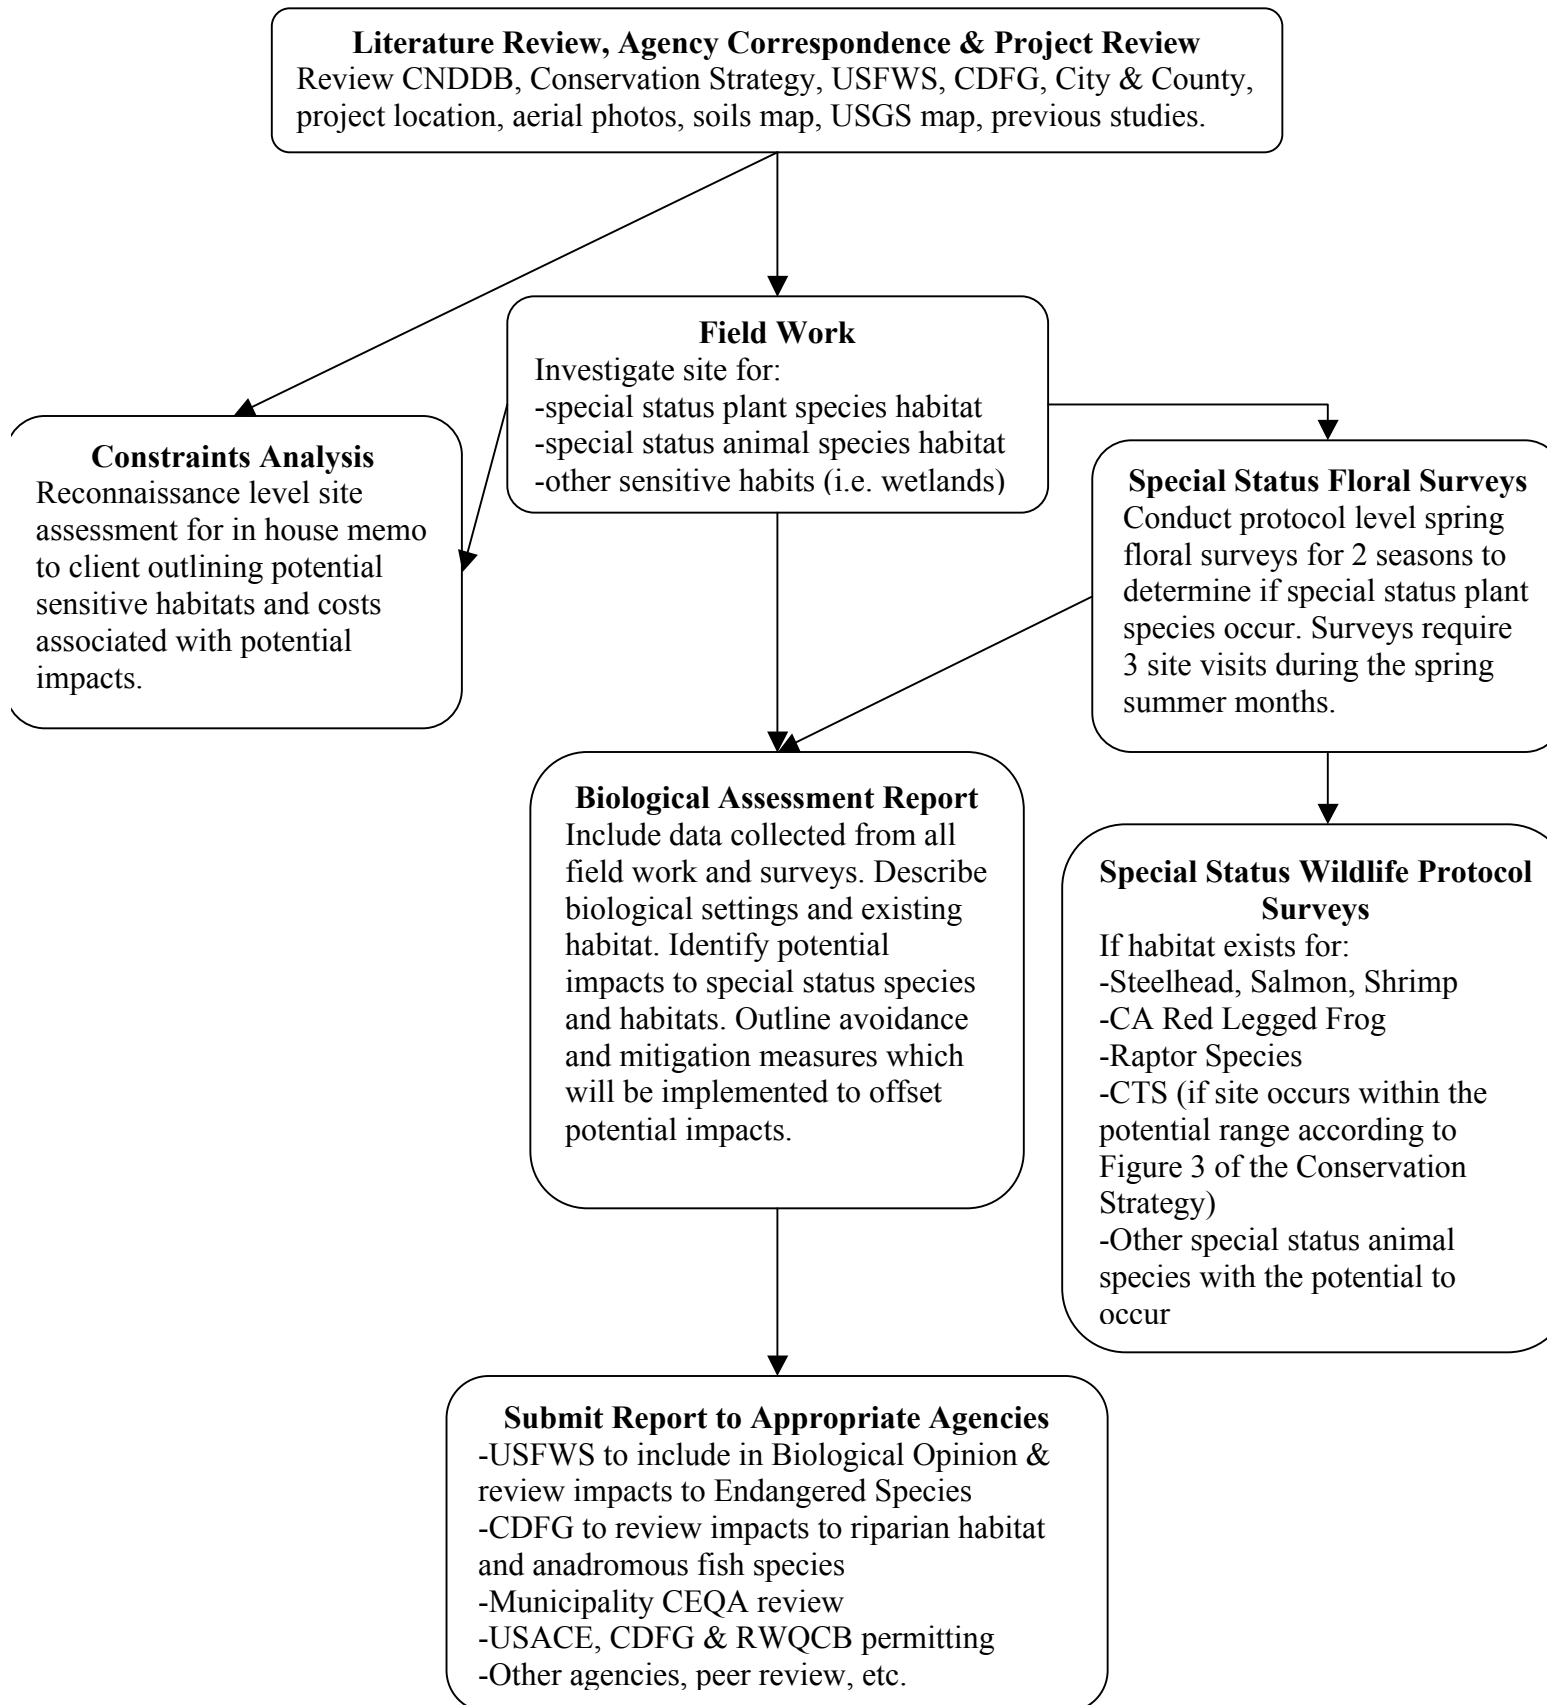 Literature Review, Agency Correspondence & Project Review
Review CNDDB, Conservation Strategy, USFWS, CDFG, City & County,
project location, aerial photos, soils map, USGS map, previous studies.
Field Work
Investigate site for:
-special status plant species habitat
-special status animal species habitat
-other sensitive habits (i.e. wetlands)
Constraints Analysis
Reconnaissance level site
assessment for in house memo
to client outlining potential
sensitive habitats and costs
associated with potential
impacts.
Special Status Floral Surveys
Conduct protocol level spring
floral surveys for 2 seasons to
determine if special status plant
species occur. Surveys require
3 site visits during the spring
summer months.
Biological Assessment Report
Include data collected from all
field work and surveys. Describe
biological settings and existing
habitat. Identify potential
impacts to special status species
and habitats. Outline avoidance
and mitigation measures which
will be implemented to offset
potential impacts.
Special Status Wildlife Protocol
Surveys
If habitat exists for:
-Steelhead, Salmon, Shrimp
-CA Red Legged Frog
-Raptor Species
-CTS (if site occurs within the
potential range according to
Figure 3 of the Conservation
Strategy)
-Other special status animal
species with the potential to
occur
Submit Report to Appropriate Agencies
-USFWS to include in Biological Opinion &
review impacts to Endangered Species
-CDFG to review impacts to riparian habitat
and anadromous fish species
-Municipality CEQA review
-USACE, CDFG & RWQCB permitting
-Other agencies, peer review, etc.